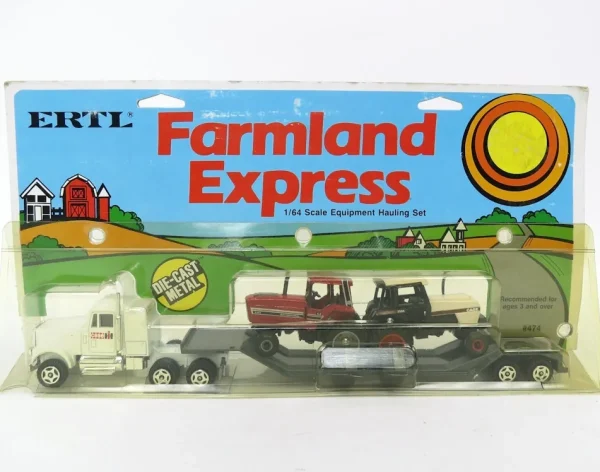 ERTL®
Farmland
Express
1/64 Scale Equipment Hauling Set
DIE-CAST
METAL
Recommended for
ages 3 and over
#474